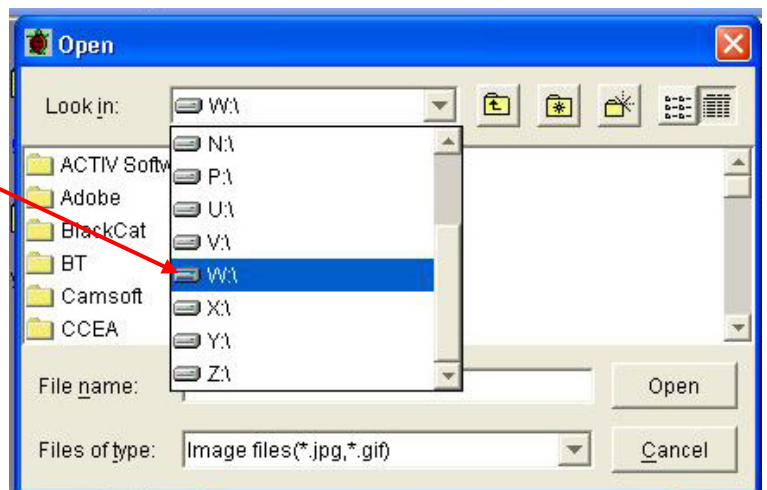 Open
Look in: W:\
N:\
P:\
U:\
V:\
W:\
X:\
Y:\
Z:\
ACTIV Softw
Adobe
BlackCat
BT
Camsoft
CCEA
File name: Open
Files of type: Image files(*.jpg,*.gif) Cancel